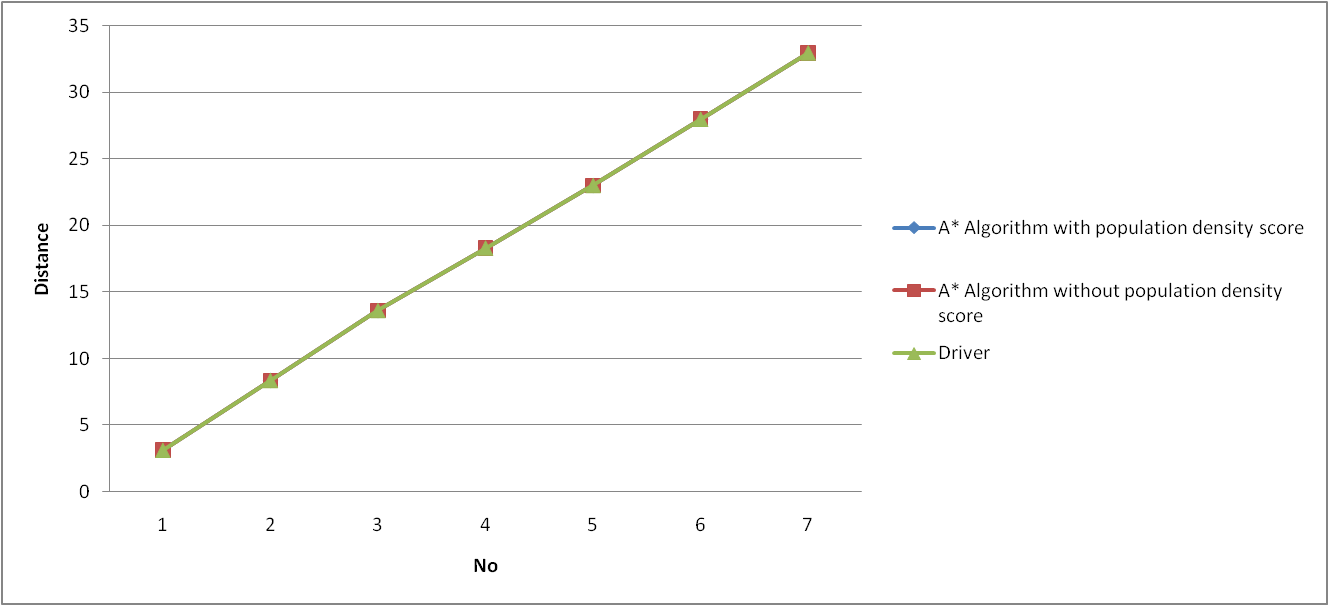 35
30
25
20
15
10
5
0
Distance
1 2 3 4 5 6 7
No
A* Algorithm with population density score
A* Algorithm without population density
score
Driver